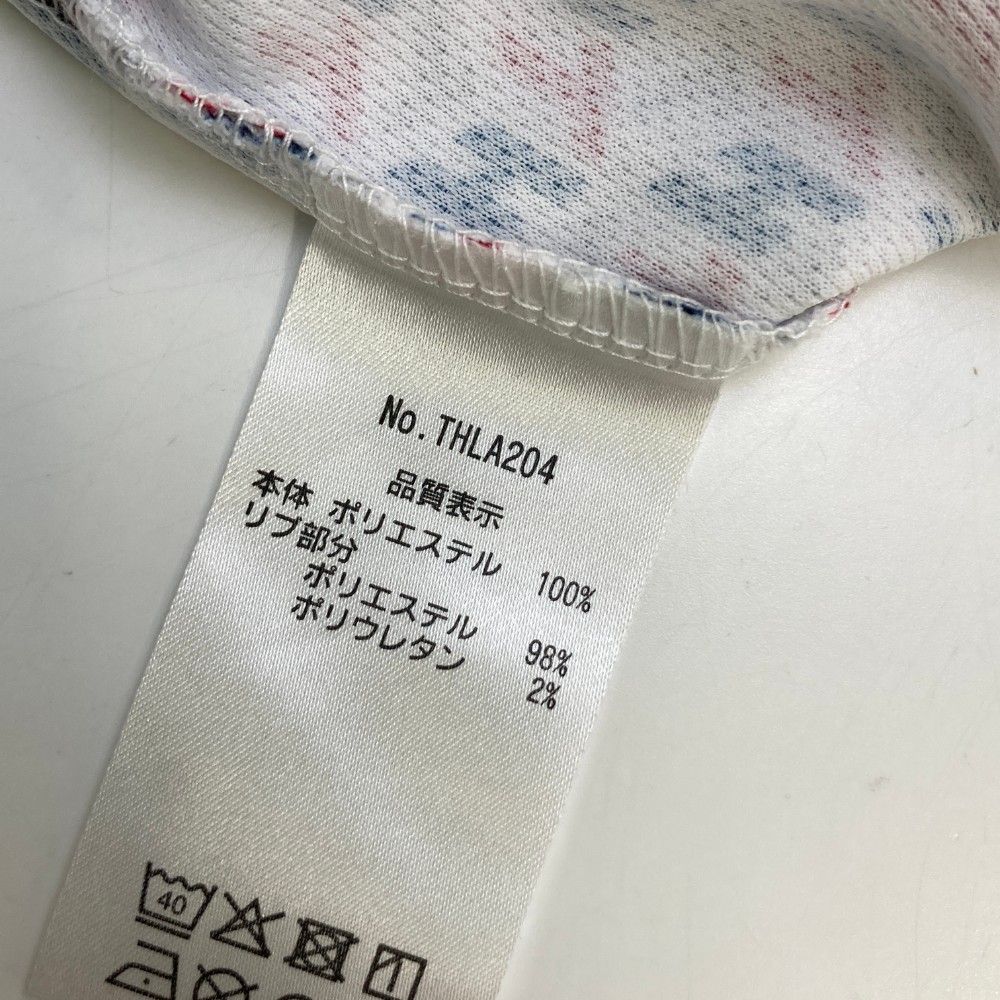 No.THLA204
品質表示
本体 ポリエステル 100%
リブ部分
ポリエステル 98%
ポリウレタン 2%
40